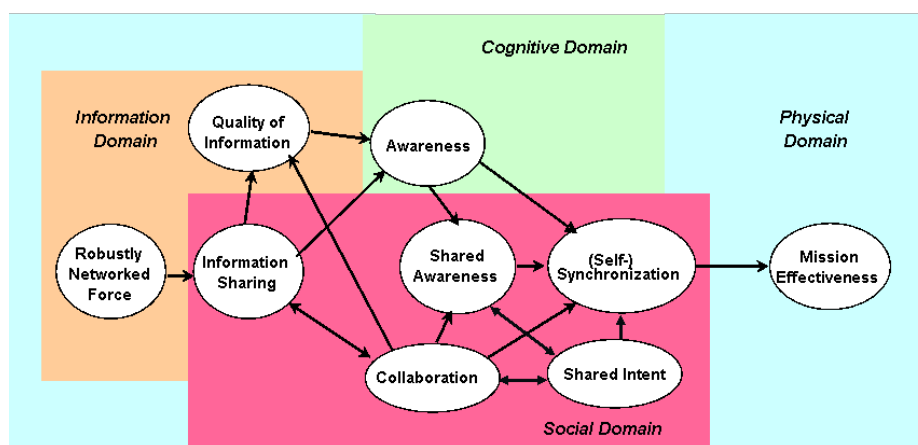 Cognitive Domain
Information
Domain
Physical
Domain
Quality of
Information
Awareness
Robustly
Networked
Force
Information
Sharing
Shared
Awareness
(Self-)
Synchronization
Mission
Effectiveness
Collaboration
Shared Intent
Social Domain